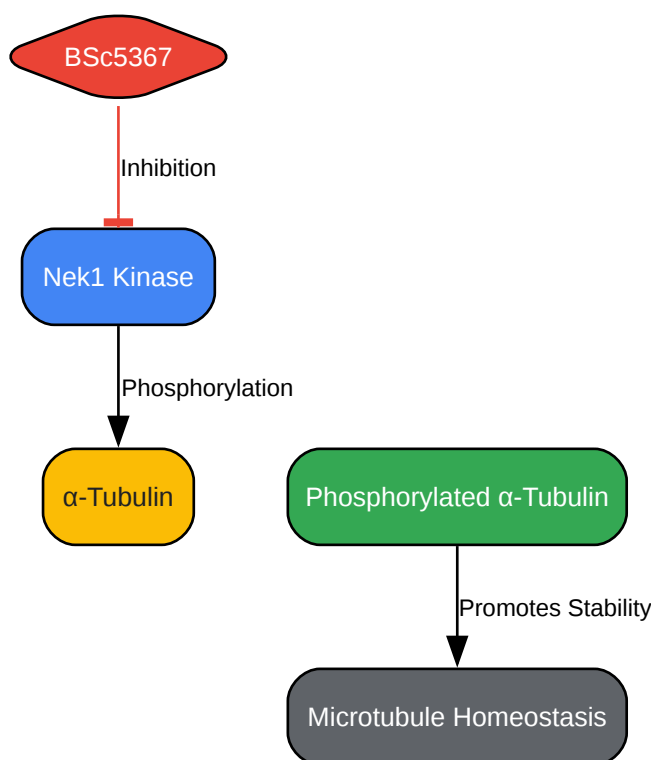 BSc5367
Inhibition
Nek1 Kinase
Phosphorylation
α-Tubulin
Phosphorylated α-Tubulin
Promotes Stability
Microtubule Homeostasis